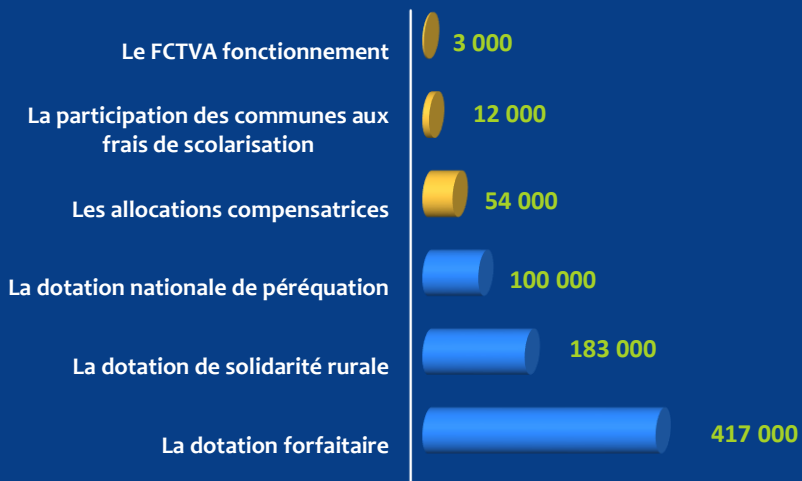 Le FCTVA fonctionnement
3 000
La participation des communes aux
frais de scolarisation
12 000
Les allocations compensatrices
54 000
La dotation nationale de péréquation
100 000
La dotation de solidarité rurale
183 000
La dotation forfaitaire
417 000